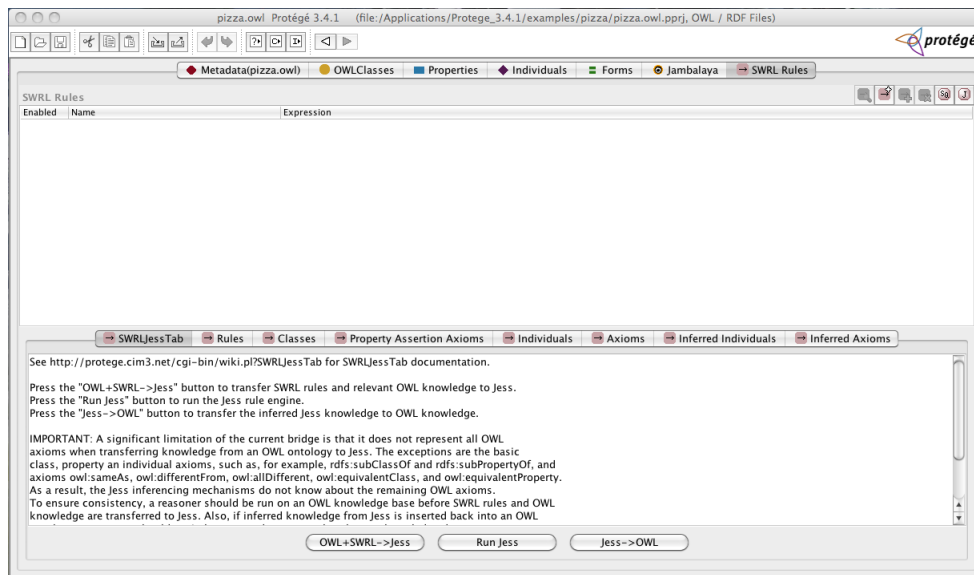 pizza.owl Protégé 3.4.1 (file:/Applications/Protege_3.4.1/examples/pizza/pizza.owl.pprj, OWL / RDF Files)
protégé
Metadata(pizza.owl) OWLClasses Properties Individuals Forms Jambalaya SWRL Rules
SWRL Rules
Enabled Name Expression
SWRLJessTab Rules Classes Property Assertion Axioms Individuals Axioms Inferred Individuals Inferred Axioms
See http://protege.cim3.net/cgi-bin/wiki.pl?SWRLJessTab for SWRLJessTab documentation.
Press the "OWL+SWRL->Jess" button to transfer SWRL rules and relevant OWL knowledge to Jess.
Press the "Run Jess" button to run the Jess rule engine.
Press the "Jess->OWL" button to transfer the inferred Jess knowledge to OWL knowledge.
IMPORTANT: A significant limitation of the current bridge is that it does not represent all OWL
axioms when transferring knowledge from an OWL ontology to Jess. The exceptions are the basic
class, property an individual axioms, such as, for example, rdfs:subClassOf and rdfs:subPropertyOf, and
axioms owl:sameAs, owl:differentFrom, owl:allDifferent, owl:equivalentClass, and owl:equivalentProperty.
As a result, the Jess inferencing mechanisms do not know about the remaining OWL axioms.
To ensure consistency, a reasoner should be run on an OWL knowledge base before SWRL rules and OWL
knowledge are transferred to Jess. Also, if inferred knowledge from Jess is inserted back into an OWL
OWL+SWRL->Jess Run Jess Jess->OWL